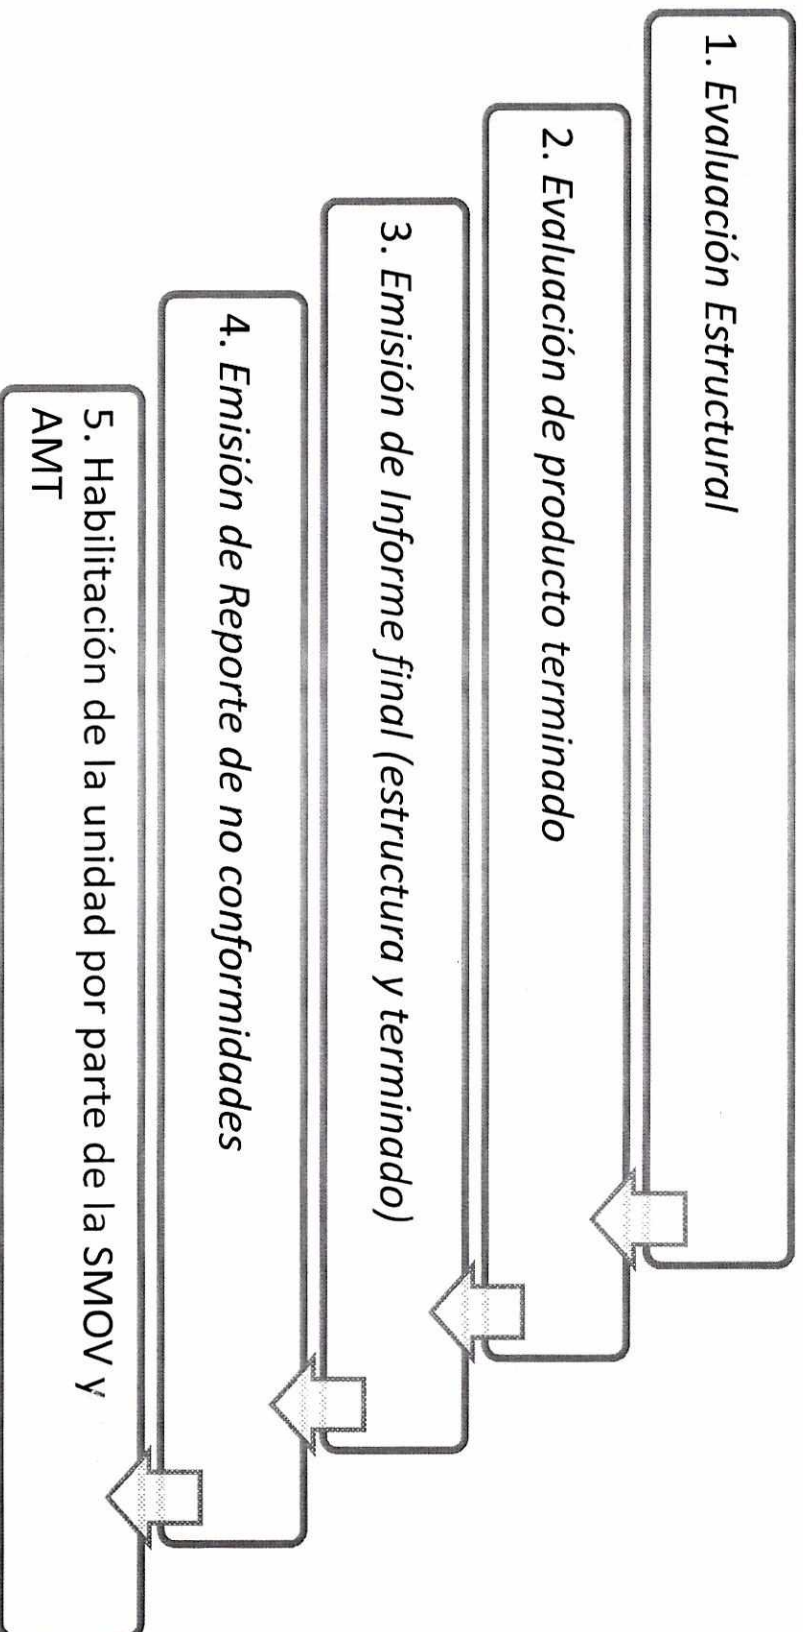 1. Evaluación Estructural
2. Evaluación de producto terminado
3. Emisión de Informe final (estructura y terminado)
4. Emisión de Reporte de no conformidades
5. Habilitación de la unidad por parte de la SMOV y
AMT